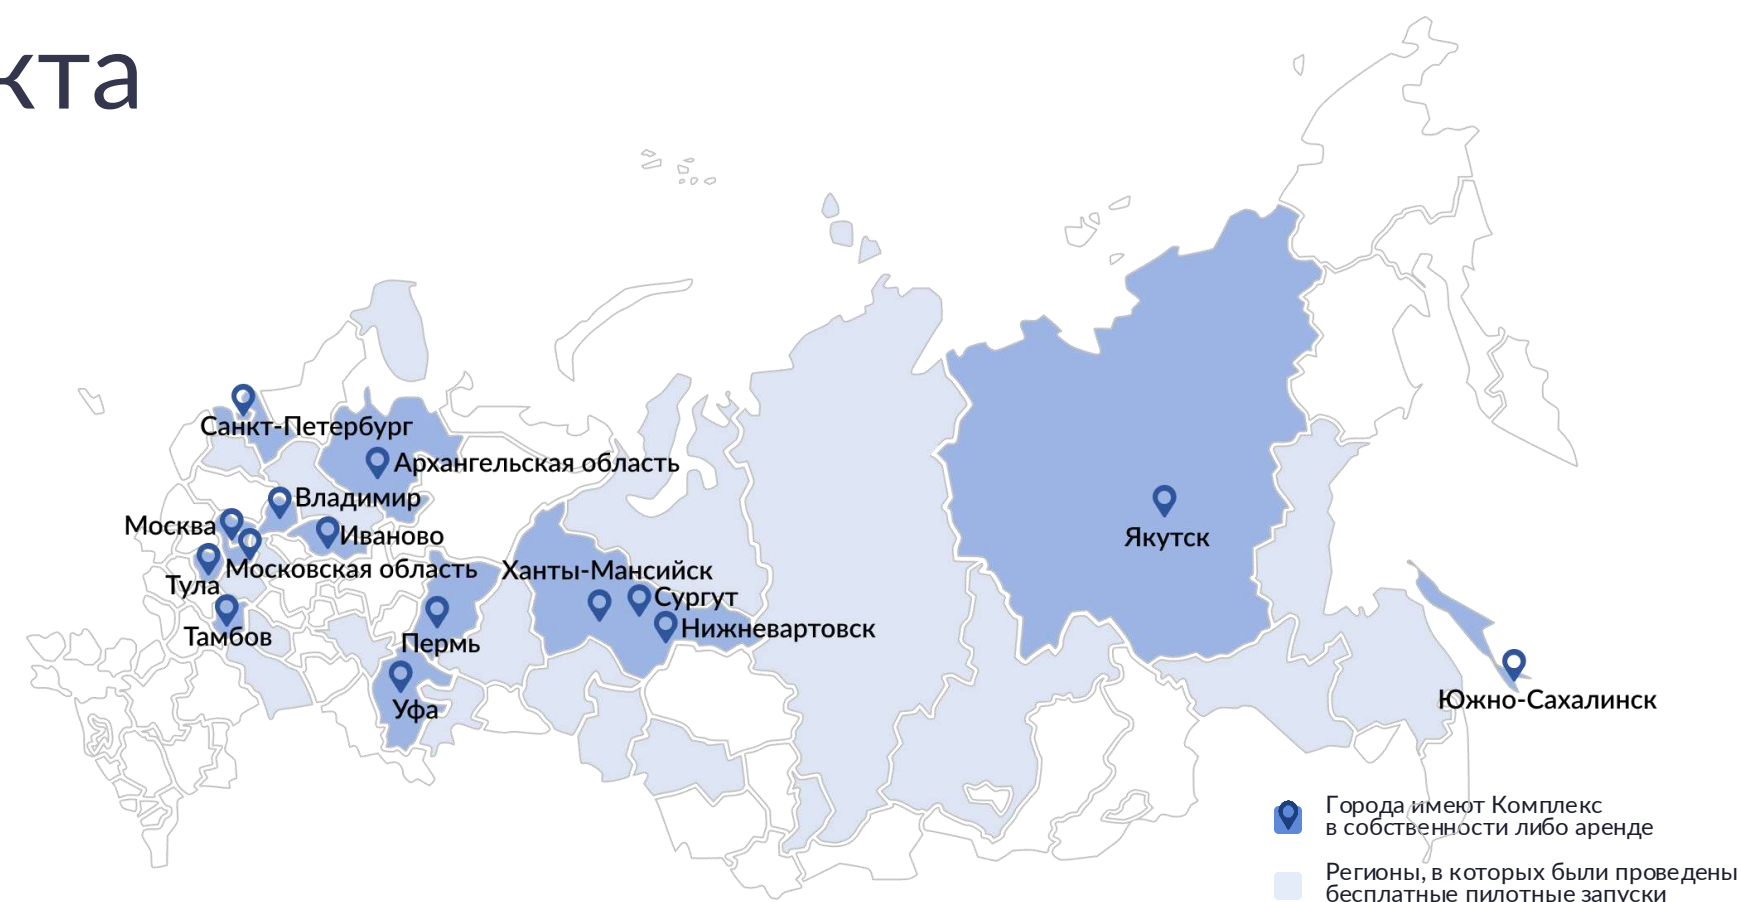 кта
Санкт-Петербург
Архангельская область
Владимир
Москва
Иваново
Московская область
Тула
Тамбов
Пермь
Уфа
Ханты-Мансийск
Сургут
Нижневартовск
Якутск
Южно-Сахалинск
Города имеют Комплекс
в собственности либо аренде
Регионы, в которых были проведены
бесплатные пилотные запуски